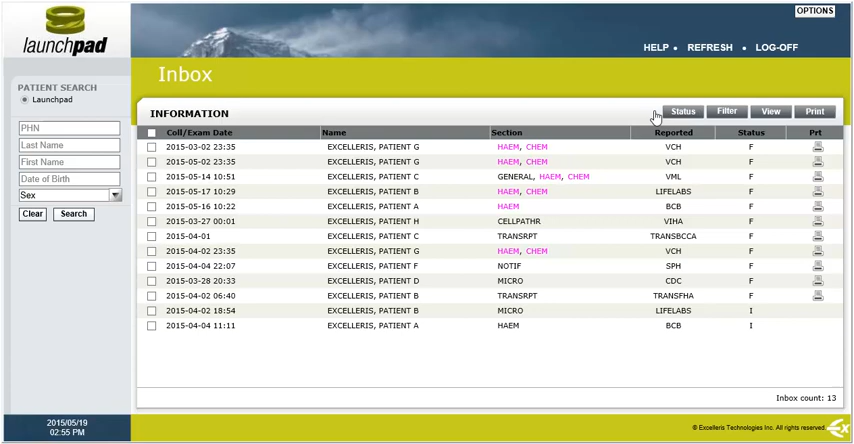 OPTIONS
launchpad
HELP • REFRESH • LOG-OFF
Inbox
PATIENT SEARCH
Launchpad
PHN
Last Name
First Name
Date of Birth
Sex
Clear Search
INFORMATION
Status Filter View Print
Coll/Exam Date Name Section Reported Status Prt
2015-03-02 23:35 EXCELLERIS, PATIENT G HAEM, CHEM VCH F
2015-05-02 23:35 EXCELLERIS, PATIENT G HAEM, CHEM VCH F
2015-05-14 10:51 EXCELLERIS, PATIENT C GENERAL, HAEM, CHEM VML F
2015-05-17 10:29 EXCELLERIS, PATIENT B HAEM, CHEM LIFELABS F
2015-05-16 10:22 EXCELLERIS, PATIENT A HAEM BCB F
2015-03-27 00:01 EXCELLERIS, PATIENT H CELLPATHR VIHA F
2015-04-01 EXCELLERIS, PATIENT C TRANSRPT TRANSBCCA F
2015-04-02 23:35 EXCELLERIS, PATIENT G HAEM, CHEM VCH F
2015-04-04 22:07 EXCELLERIS, PATIENT F NOTIF SPH F
2015-03-28 20:33 EXCELLERIS, PATIENT D MICRO CDC F
2015-04-02 06:40 EXCELLERIS, PATIENT B TRANSRPT TRANSFHA F
2015-04-02 18:54 EXCELLERIS, PATIENT B MICRO LIFELABS I
2015-04-04 11:11 EXCELLERIS, PATIENT A HAEM BCB I
Inbox count: 13
2015/05/19
02:55 PM
© Excelleris Technologies Inc. All rights reserved.